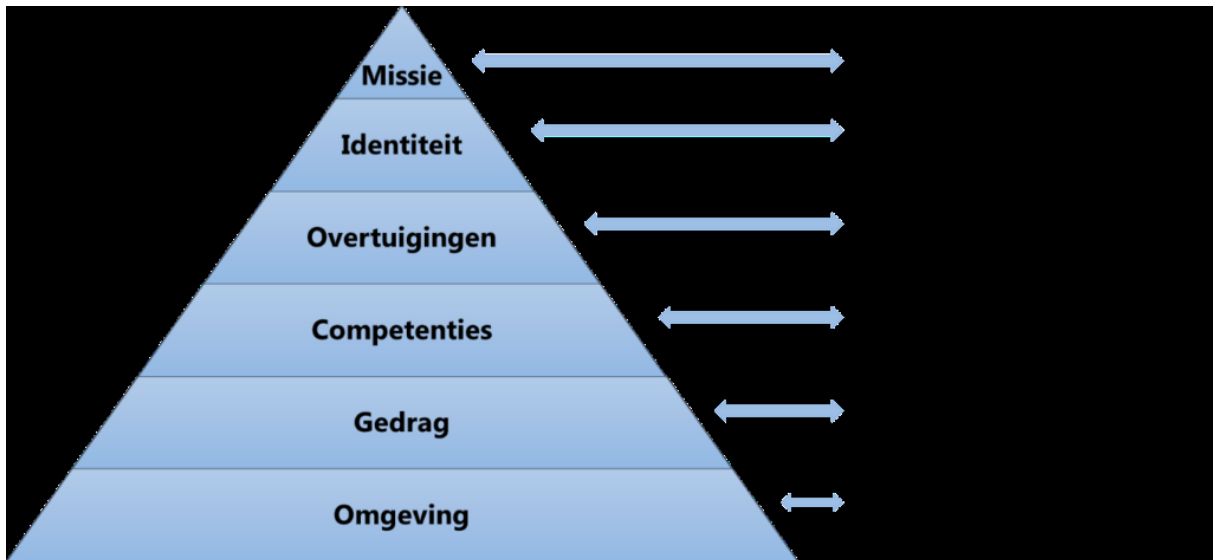 Missie
Identiteit
Overtuigingen
Competenties
Gedrag
Omgeving